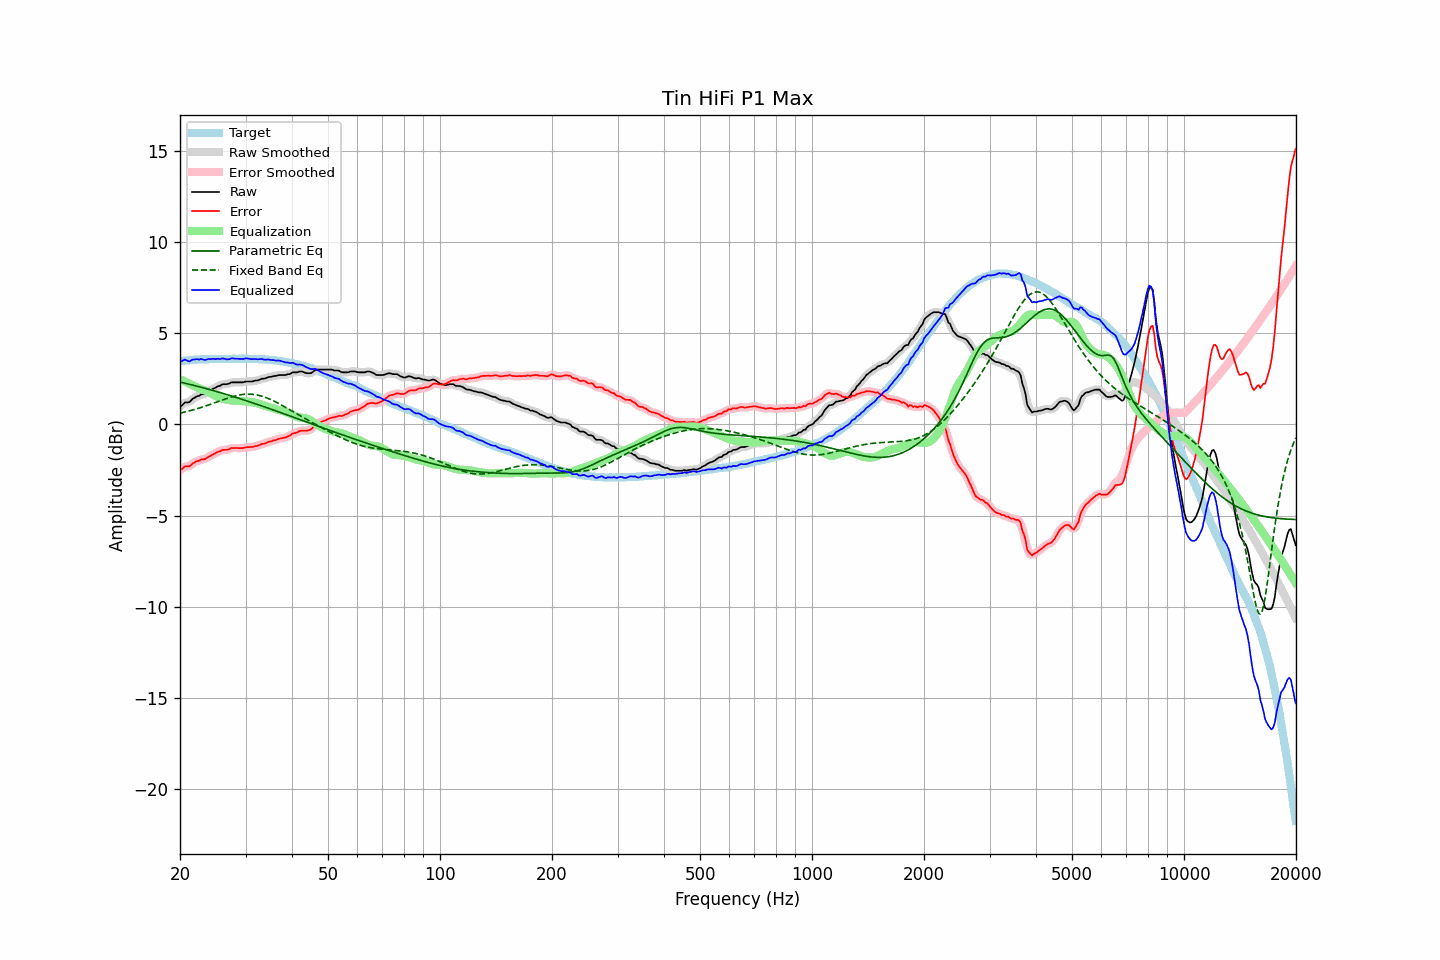 Tin HiFi P1 Max
Target
Raw Smoothed
Error Smoothed
Raw
Error
Equalization
Parametric Eq
Fixed Band Eq
Equalized
15
10
5
0
−5
−10
−15
−20
Amplitude (dBr)
20
50
100
200
500
1000
2000
5000
10000
20000
Frequency (Hz)